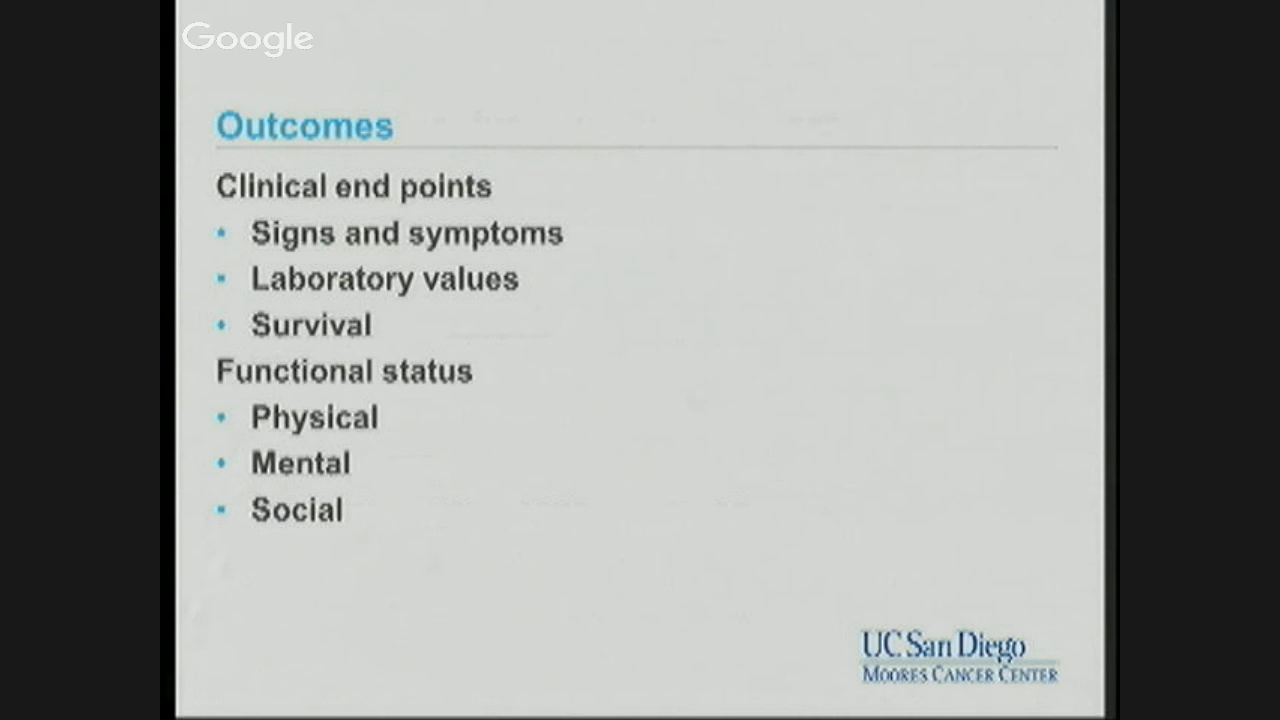 Google
Outcomes
Clinical end points
• Signs and symptoms
• Laboratory values
• Survival
Functional status
• Physical
• Mental
• Social
UC San Diego
MOORES CANCER CENTER